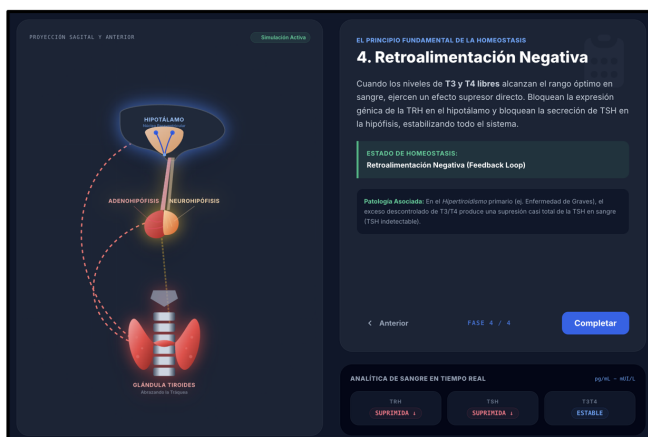 PROYECCIÓN SAGITAL Y ANTERIOR
Simulación Activa
HIPOTÁLAMO
ADENOHIPÓFISIS
NEUROHIPÓFISIS
GLÁNDULA TIROIDES
Abrazando la Tráquea
EL PRINCIPIO FUNDAMENTAL DE LA HOMEOSTASIS
4. Retroalimentación Negativa
Cuando los niveles de T3 y T4 libres alcanzan el rango óptimo en
sangre, ejercen un efecto supresor directo. Bloquean la expresión
génica de la TRH en el hipotálamo y bloquean la secreción de TSH en
la hipófisis, estabilizando todo el sistema.
ESTADO DE HOMEOSTASIS:
Retroalimentación Negativa (Feedback Loop)
Patología Asociada: En el Hipertiroidismo primario (ej. Enfermedad de Graves), el
exceso descontrolado de T3/T4 produce una supresión casi total de la TSH en sangre
(TSH indetectable).
Anterior
FASE 4 / 4
Completar
ANALÍTICA DE SANGRE EN TIEMPO REAL
pg/mL – mUI/L
TRH
SUPRIMIDA ↓
TSH
SUPRIMIDA ↓
T3T4
ESTABLE